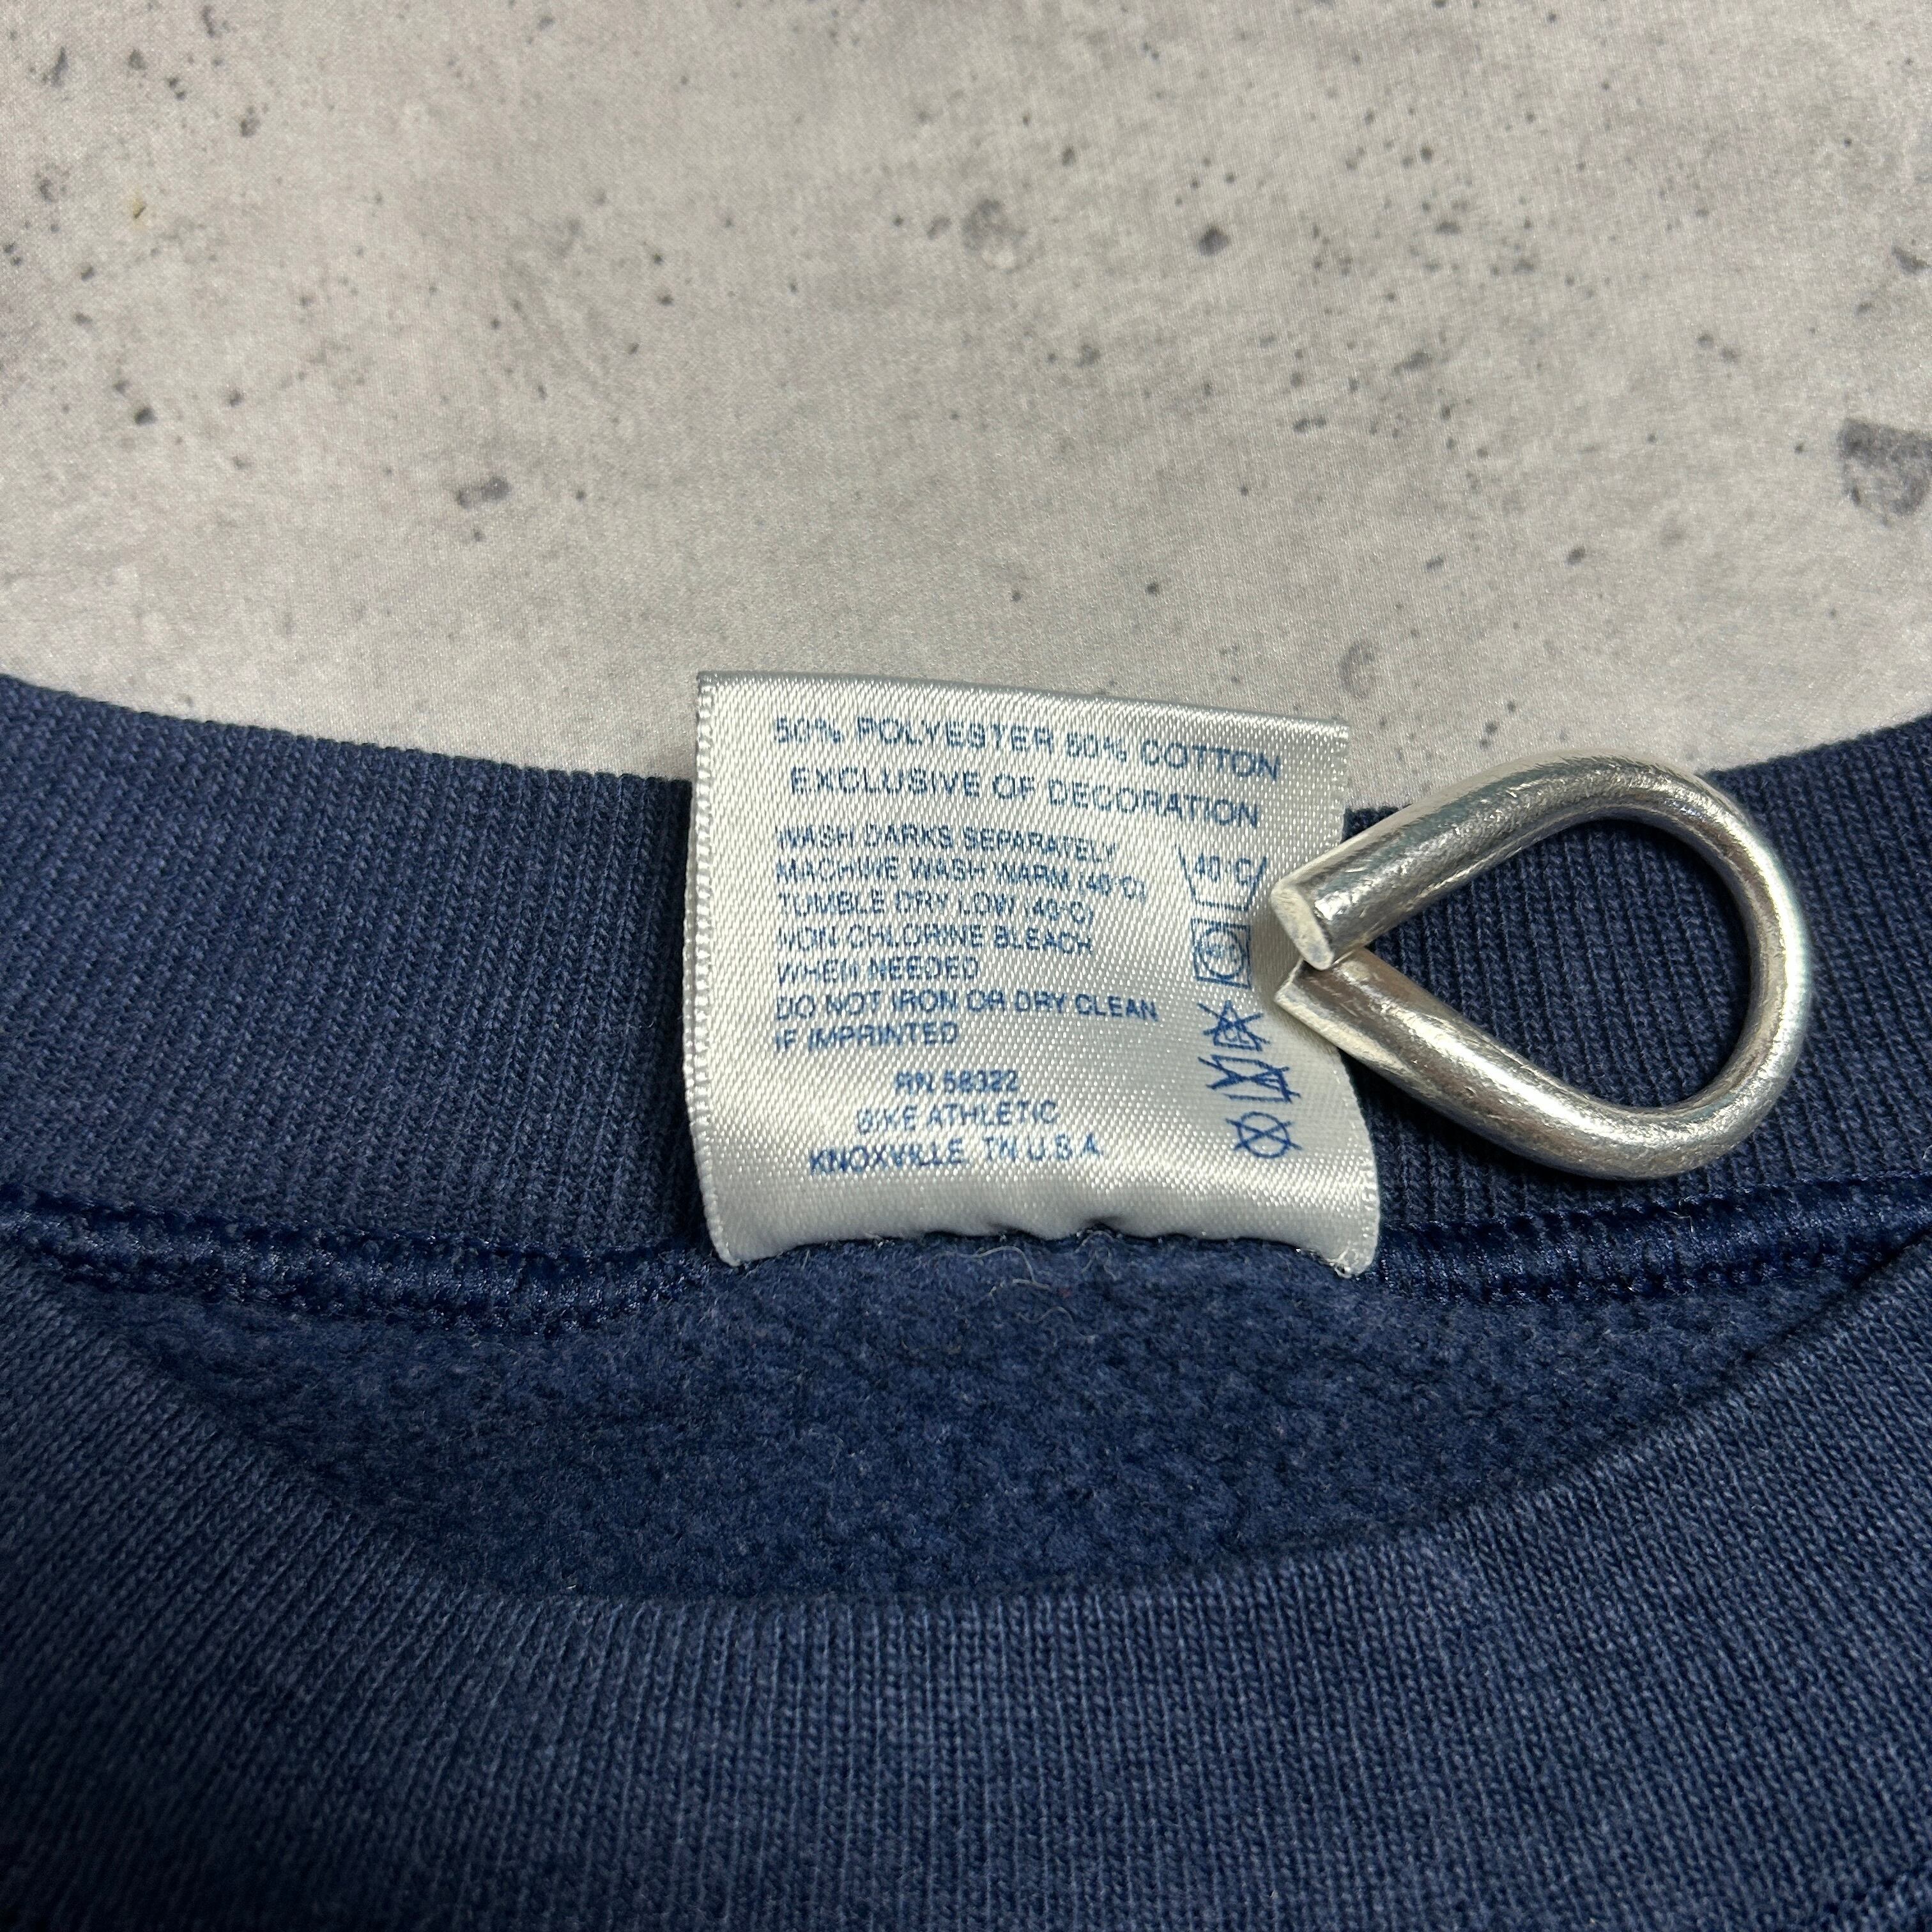 50% POLYESTER 50% COTTON
EXCLUSIVE OF DECORATION
WASH DARKS SEPARATELY
MACHINE WASH WARM (40°C)
TUMBLE DRY LOW (40°C)
NON CHLORINE BLEACH
WHEN NEEDED
DO NOT IRON OR DRY CLEAN
IF IMPRINTED
40°C
RN 58322
BIKE ATHLETIC
KNOXVILLE, TN U.S.A.